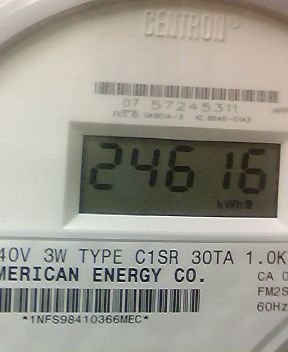 CENTRON®
07 57245311
24616
kWh
40V 3W TYPE C1SR 30TA 1.0K
MERICAN ENERGY CO.
CA 0
FM2S
60Hz
*1NFS98410366MEC*